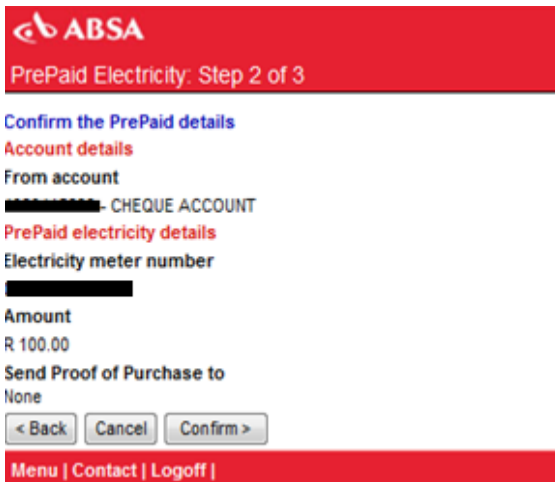 ABSA
PrePaid Electricity: Step 2 of 3
Confirm the PrePaid details
Account details
From account
- CHEQUE ACCOUNT
PrePaid electricity details
Electricity meter number
Amount
R 100.00
Send Proof of Purchase to
None
< Back Cancel Confirm >
Menu | Contact | Logoff |